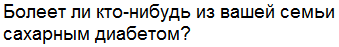 Болеет ли кто-нибудь из вашей семьи
сахарным диабетом?